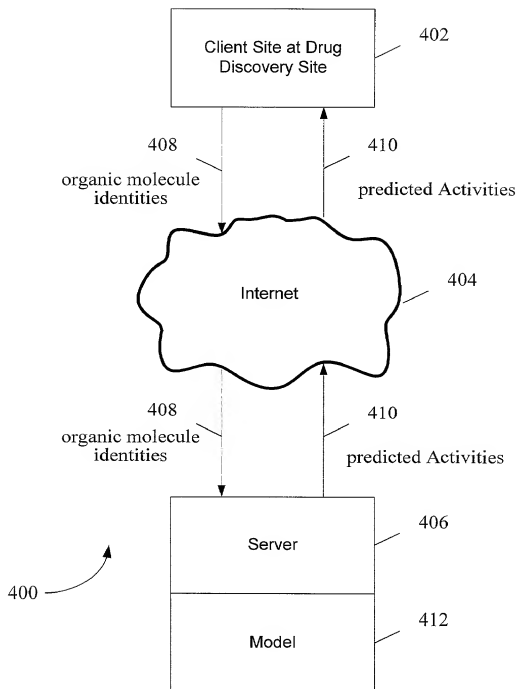 Client Site at Drug
Discovery Site
402
408
organic molecule
identities
410
predicted Activities
Internet
404
408
organic molecule
identities
410
predicted Activities
Server
406
400
Model
412